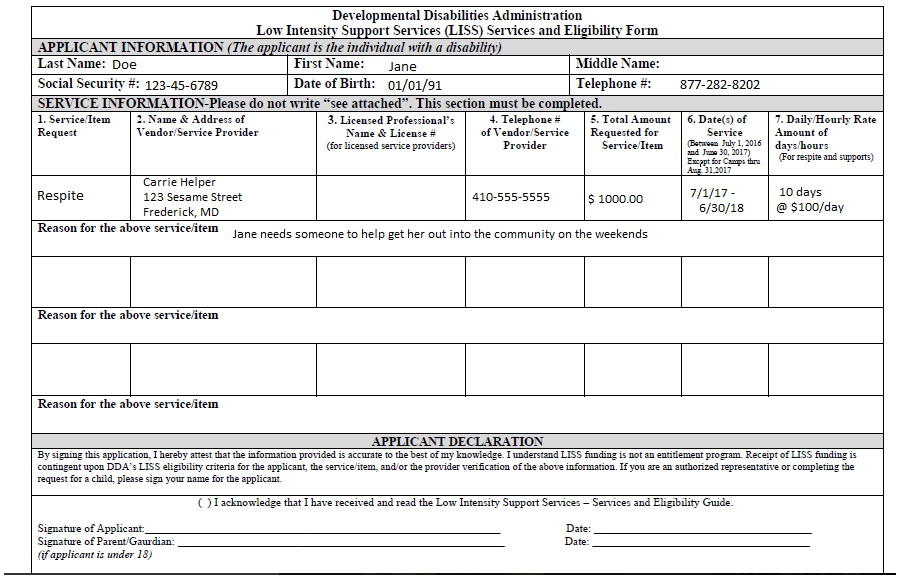 Developmental Disabilities Administration
Low Intensity Support Services (LISS) Services and Eligibility Form
APPLICANT INFORMATION (The applicant is the individual with a disability)
Last Name: Doe
First Name: Jane
Middle Name:
Social Security #: 123-45-6789
Date of Birth: 01/01/91
Telephone #: 877-282-8202
SERVICE INFORMATION-Please do not write “see attached”. This section must be completed.
1. Service/Item
Request
2. Name & Address of
Vendor/Service Provider
3. Licensed Professional’s
Name & License #
(for licensed service providers)
4. Telephone #
of Vendor/Service
Provider
5. Total Amount
Requested for
Service/Item
6. Date(s) of
Service
(Between July 1, 2016
and June 30, 2017)
Except for Camps thru
Aug. 31,2017
7. Daily/Hourly Rate
Amount of
days/hours
(For respite and supports)
Respite
Carrie Helper
123 Sesame Street
Frederick, MD
410-555-5555
$ 1000.00
7/1/17 -
6/30/18
10 days
@ $100/day
Reason for the above service/item Jane needs someone to help get her out into the community on the weekends
Reason for the above service/item
Reason for the above service/item
APPLICANT DECLARATION
By signing this application, I hereby attest that the information provided is accurate to the best of my knowledge. I understand LISS funding is not an entitlement program. Receipt of LISS funding is
contingent upon DDA’s LISS eligibility criteria for the applicant, the service/item, and/or the provider verification of the above information. If you are an authorized representative or completing the
request for a child, please sign your name for the applicant.
( ) I acknowledge that I have received and read the Low Intensity Support Services – Services and Eligibility Guide.
Signature of Applicant: Date:
Signature of Parent/Gaurdian: Date:
(if applicant is under 18)